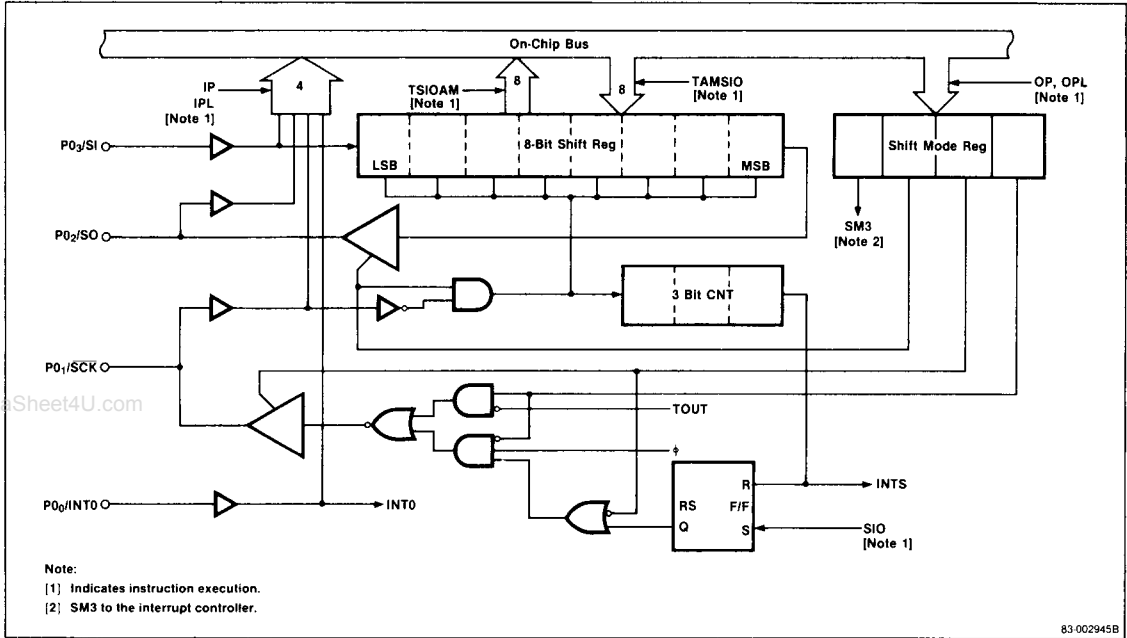 On-Chip Bus
IP
IPL
[Note 1]
4
TSIOAM
[Note 1]
8
8
TAMSIO
[Note 1]
OP, OPL
[Note 1]
P0₃/SI
8-Bit Shift Reg
LSB
MSB
Shift Mode Reg
SM3
[Note 2]
P0₂/SO
3 Bit CNT
P0₁/S̅C̅K̅
aSheet4U.com
TOUT
ϕ
P0₀/INT0
INT0
R
RS
F/F
Q
S
INTS
SIO
[Note 1]
Note:
[1] Indicates instruction execution.
[2] SM3 to the interrupt controller.
83-002945B